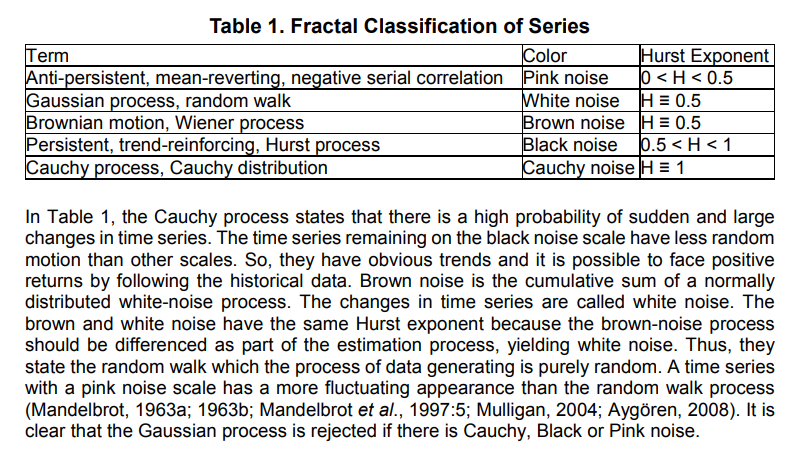 Table 1. Fractal Classification of Series
Term Color Hurst Exponent
Anti-persistent, mean-reverting, negative serial correlation Pink noise 0 < H < 0.5
Gaussian process, random walk White noise H ≡ 0.5
Brownian motion, Wiener process Brown noise H ≡ 0.5
Persistent, trend-reinforcing, Hurst process Black noise 0.5 < H < 1
Cauchy process, Cauchy distribution Cauchy noise H ≡ 1
In Table 1, the Cauchy process states that there is a high probability of sudden and large
changes in time series. The time series remaining on the black noise scale have less random
motion than other scales. So, they have obvious trends and it is possible to face positive
returns by following the historical data. Brown noise is the cumulative sum of a normally
distributed white-noise process. The changes in time series are called white noise. The
brown and white noise have the same Hurst exponent because the brown-noise process
should be differenced as part of the estimation process, yielding white noise. Thus, they
state the random walk which the process of data generating is purely random. A time series
with a pink noise scale has a more fluctuating appearance than the random walk process
(Mandelbrot, 1963a; 1963b; Mandelbrot et al., 1997:5; Mulligan, 2004; Aygören, 2008). It is
clear that the Gaussian process is rejected if there is Cauchy, Black or Pink noise.